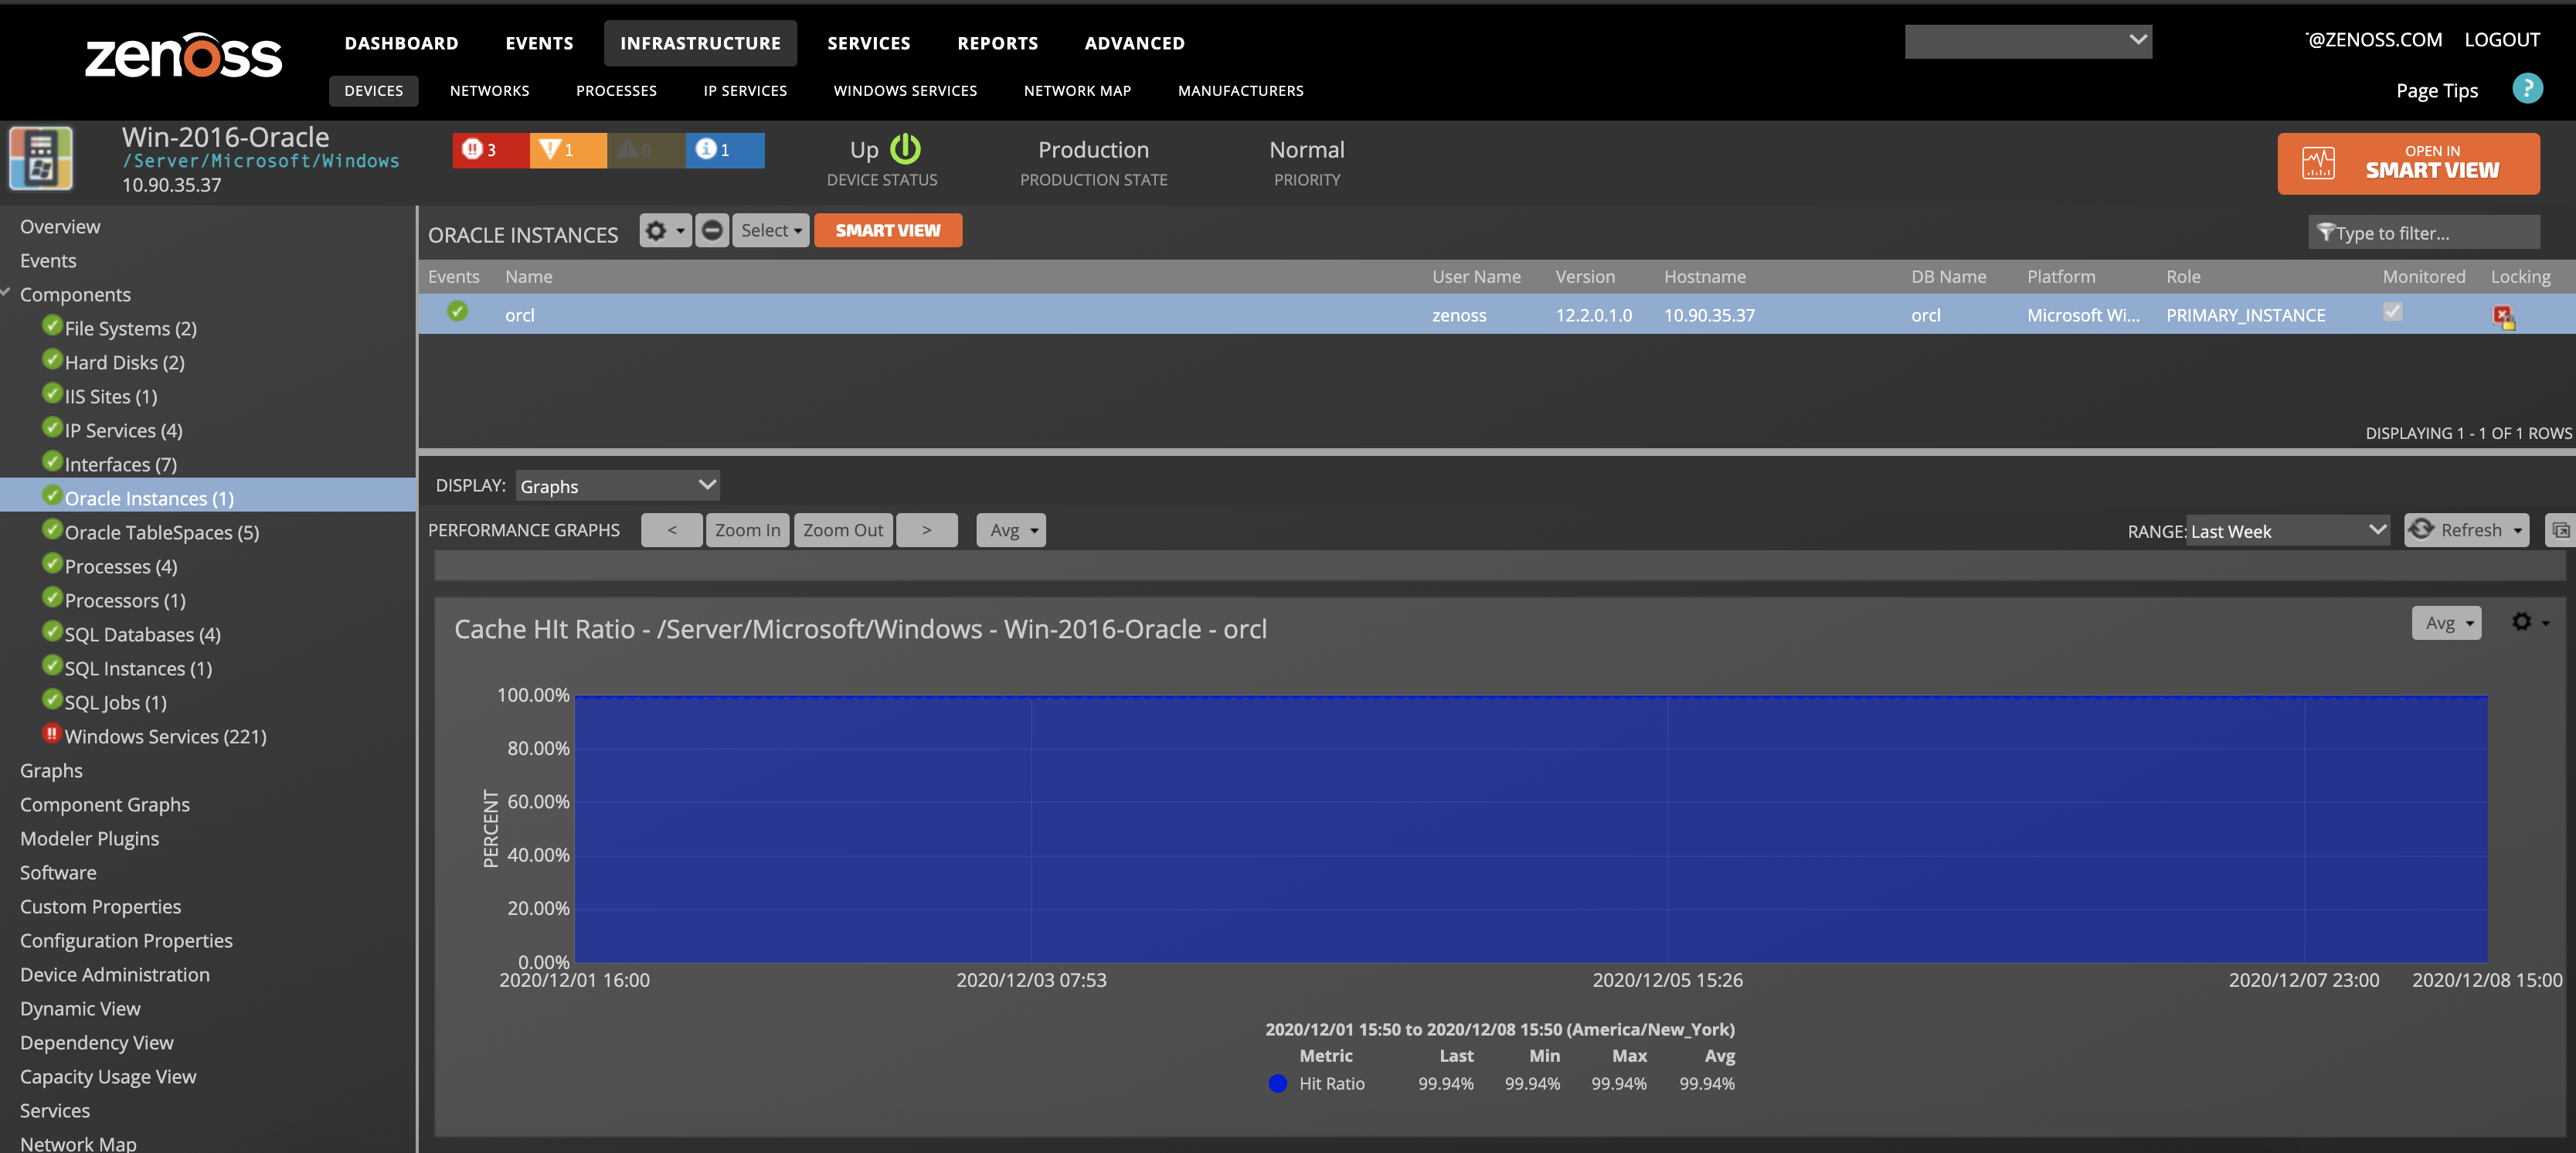 zenoss
DASHBOARD EVENTS INFRASTRUCTURE SERVICES REPORTS ADVANCED
@ZENOSS.COM LOGOUT
DEVICES NETWORKS PROCESSES IP SERVICES WINDOWS SERVICES NETWORK MAP MANUFACTURERS
Page Tips ?
Win-2016-Oracle
/Server/Microsoft/Windows
10.90.35.37
3 1 0 1
Up
DEVICE STATUS
Production
PRODUCTION STATE
Normal
PRIORITY
OPEN IN
SMART VIEW
Overview
Events
Components
File Systems (2)
Hard Disks (2)
IIS Sites (1)
IP Services (4)
Interfaces (7)
Oracle Instances (1)
Oracle TableSpaces (5)
Processes (4)
Processors (1)
SQL Databases (4)
SQL Instances (1)
SQL Jobs (1)
Windows Services (221)
Graphs
Component Graphs
Modeler Plugins
Software
Custom Properties
Configuration Properties
Device Administration
Dynamic View
Dependency View
Capacity Usage View
Services
Network Map
ORACLE INSTANCES Select SMART VIEW
Type to filter...
Events Name User Name Version Hostname DB Name Platform Role Monitored Locking
orcl zenoss 12.2.0.1.0 10.90.35.37 orcl Microsoft Wi... PRIMARY_INSTANCE
DISPLAYING 1 - 1 OF 1 ROWS
DISPLAY: Graphs
PERFORMANCE GRAPHS < Zoom In Zoom Out > Avg RANGE: Last Week Refresh
Cache HIt Ratio - /Server/Microsoft/Windows - Win-2016-Oracle - orcl
Avg
PERCENT
100.00%
80.00%
60.00%
40.00%
20.00%
0.00%
2020/12/01 16:00 2020/12/03 07:53 2020/12/05 15:26 2020/12/07 23:00 2020/12/08 15:00
2020/12/01 15:50 to 2020/12/08 15:50 (America/New_York)
Metric Last Min Max Avg
Hit Ratio 99.94% 99.94% 99.94% 99.94%